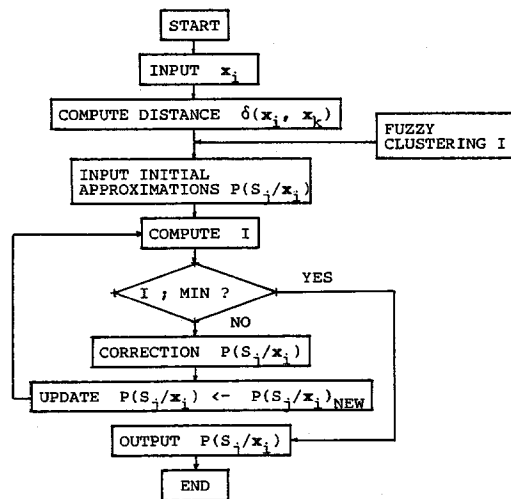 START
INPUT x_i
COMPUTE DISTANCE δ(x_i, x_k)
FUZZY
CLUSTERING I
INPUT INITIAL
APPROXIMATIONS P(S_j/x_i)
COMPUTE I
I ; MIN ?
YES
NO
CORRECTION P(S_j/x_i)
UPDATE P(S_j/x_i) <- P(S_j/x_i)_NEW
OUTPUT P(S_j/x_i)
END